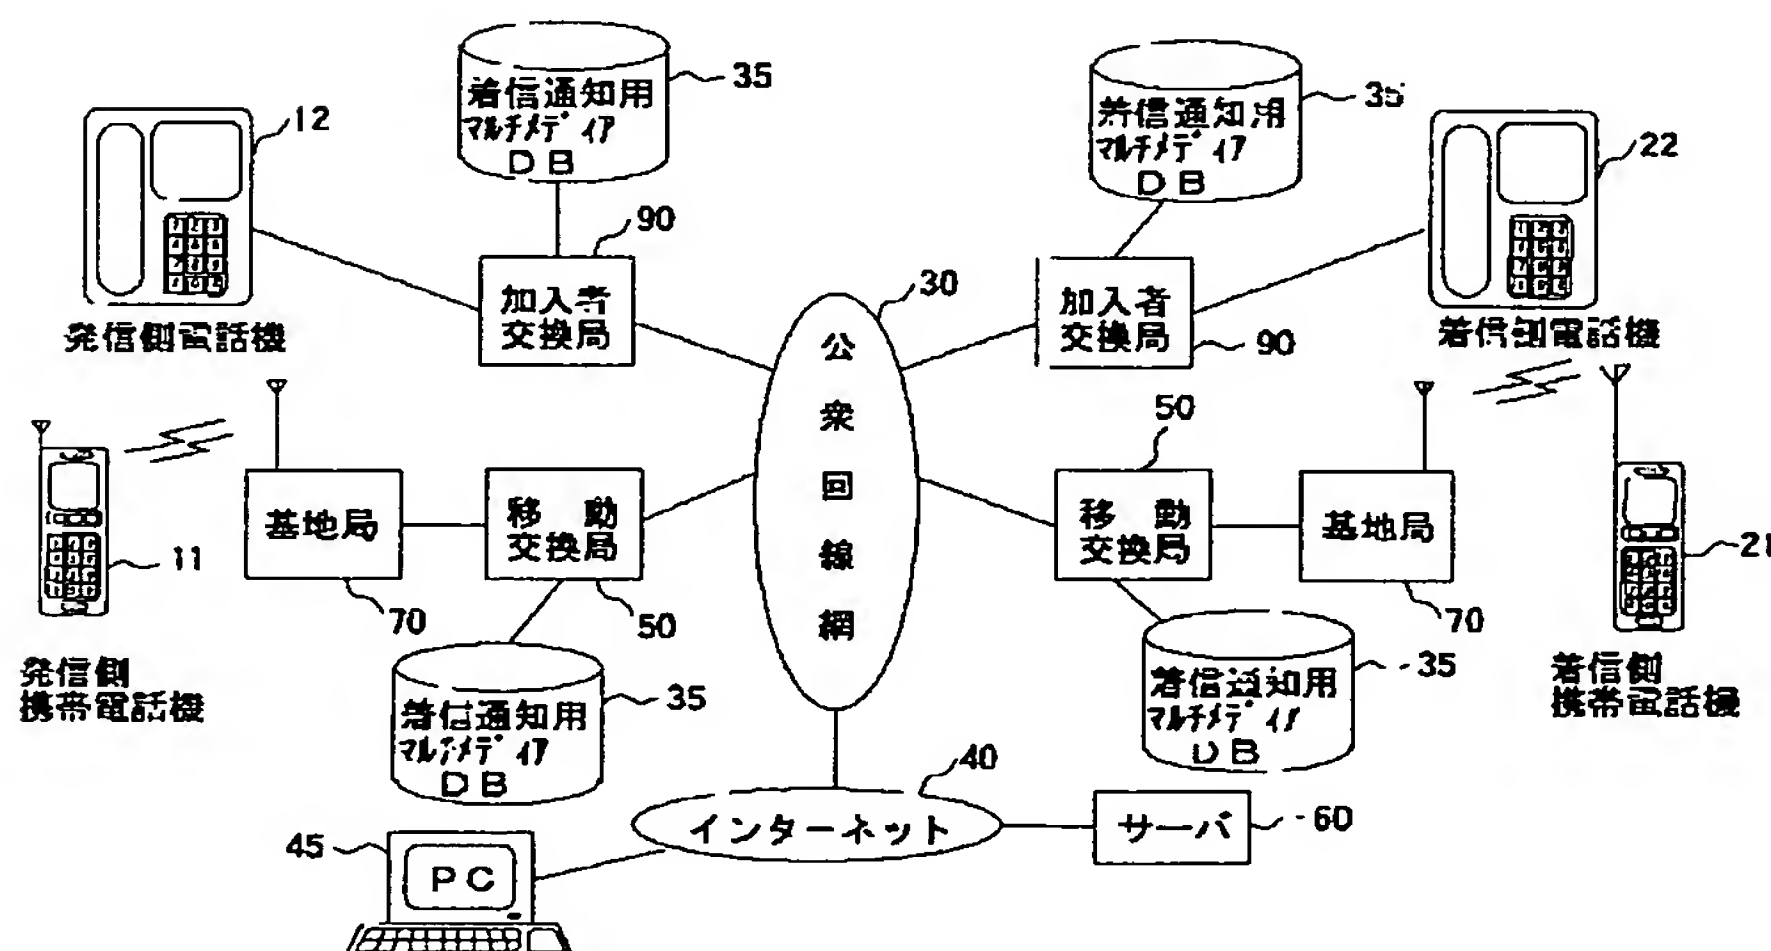 着信通知用
マルチメディア
DB
35
12
発信側電話機
90
加入者
交換局
着信通知用
マルチメディア
DB
35
22
着信側電話機
加入者
交換局
90
30
公衆回線網
11
発信側
携帯電話機
基地局
70
移動
交換局
50
着信通知用
マルチメディア
DB
35
50
移動
交換局
基地局
70
21
着信側
携帯電話機
着信通知用
マルチメディア
DB
35
40
インターネット
サーバ
60
45
PC